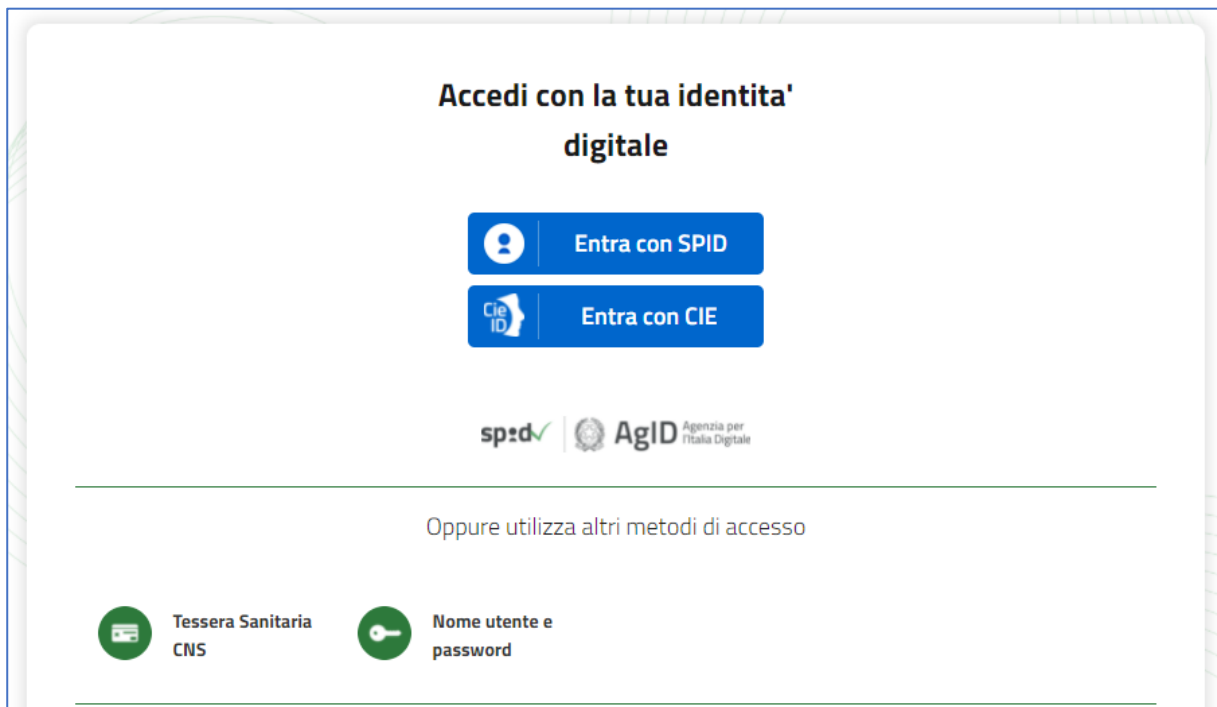 Accedi con la tua identita'
digitale
Entra con SPID
Cie
ID
Entra con CIE
spid
AgID
Agenzia per
l'Italia Digitale
Oppure utilizza altri metodi di accesso
Tessera Sanitaria
CNS
Nome utente e
password